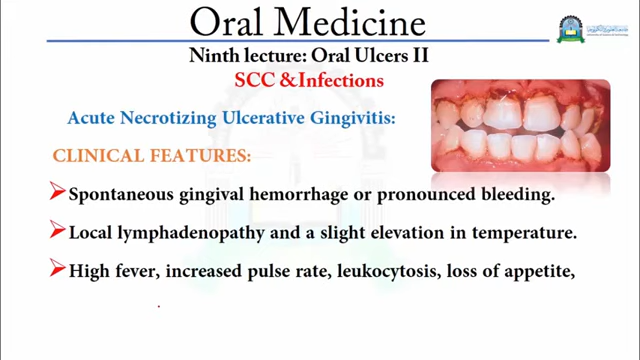 Oral Medicine
Ninth lecture: Oral Ulcers II
SCC &Infections
Acute Necrotizing Ulcerative Gingivitis:
CLINICAL FEATURES:
Spontaneous gingival hemorrhage or pronounced bleeding.
Local lymphadenopathy and a slight elevation in temperature.
High fever, increased pulse rate, leukocytosis, loss of appetite,